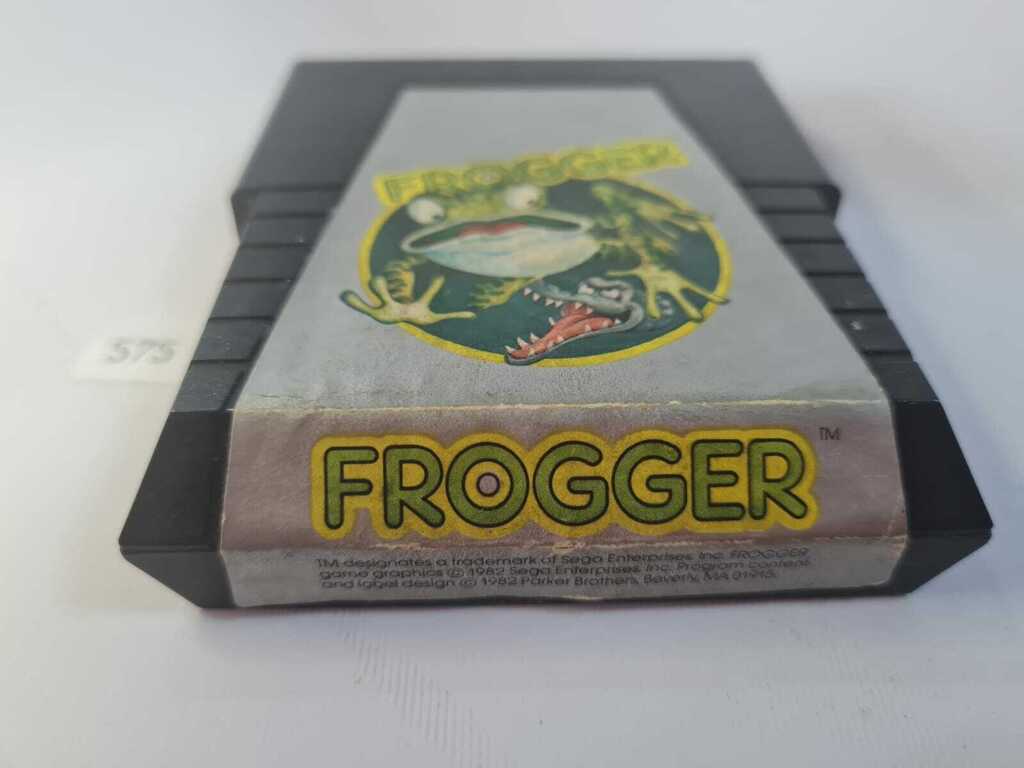 575
FROGGER
FROGGER TM
TM designates a trademark of Sega Enterprises Inc. FROGGER
game graphics © 1982 Sega Enterprises Inc. Program content
and label design © 1982 Parker Brothers, Beverly, MA 01915.